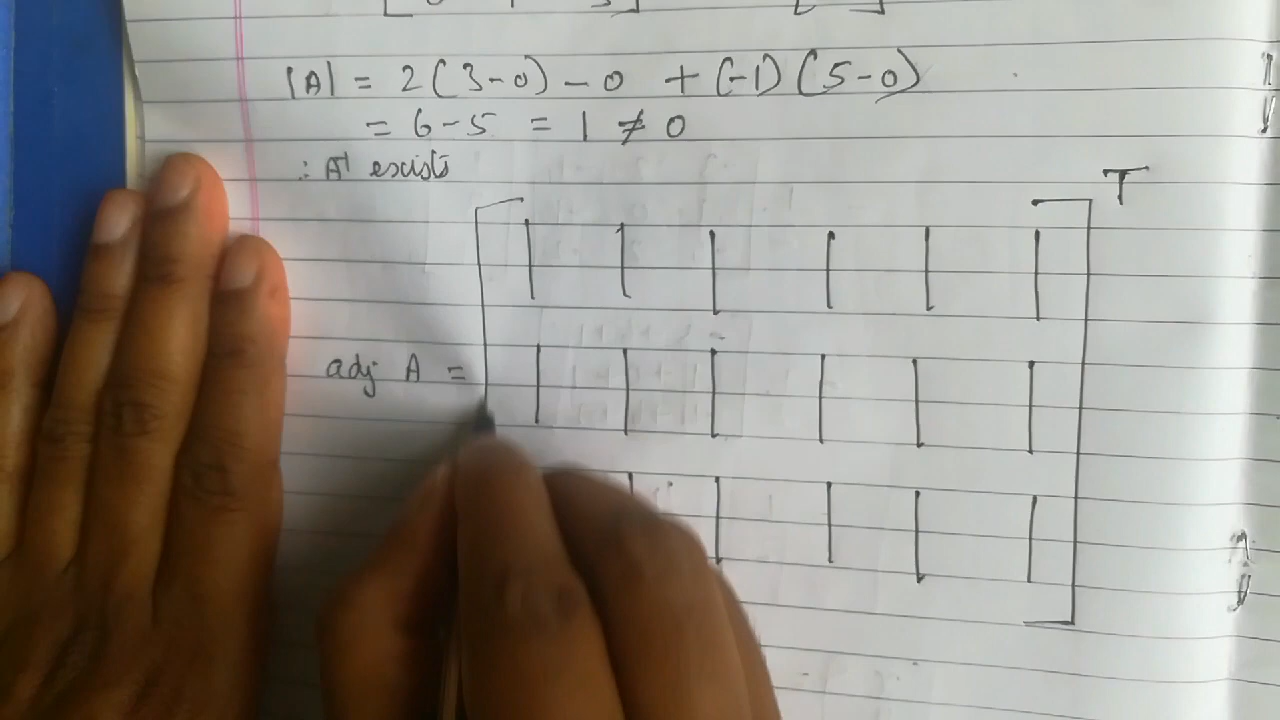 |A| = 2(3-0) - 0 + (-1)(5-0)
= 6-5 = 1 ≠ 0
∴ A⁻¹ exists
T
adj A =